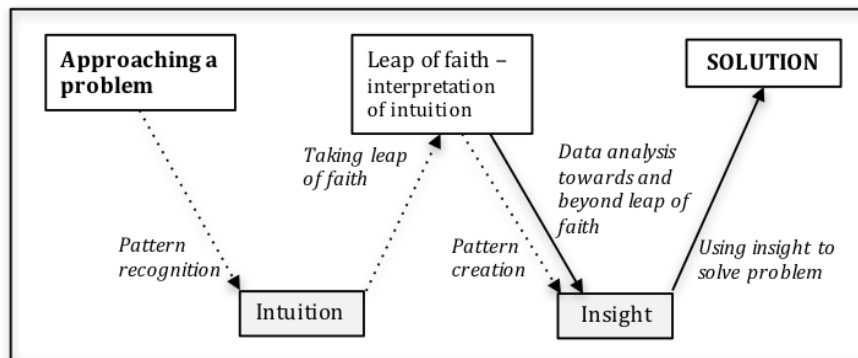 Approaching a
problem
Leap of faith –
interpretation
of intuition
SOLUTION
Taking leap
of faith
Data analysis
towards and
beyond leap of
faith
Pattern
recognition
Pattern
creation
Using insight to
solve problem
Intuition
Insight